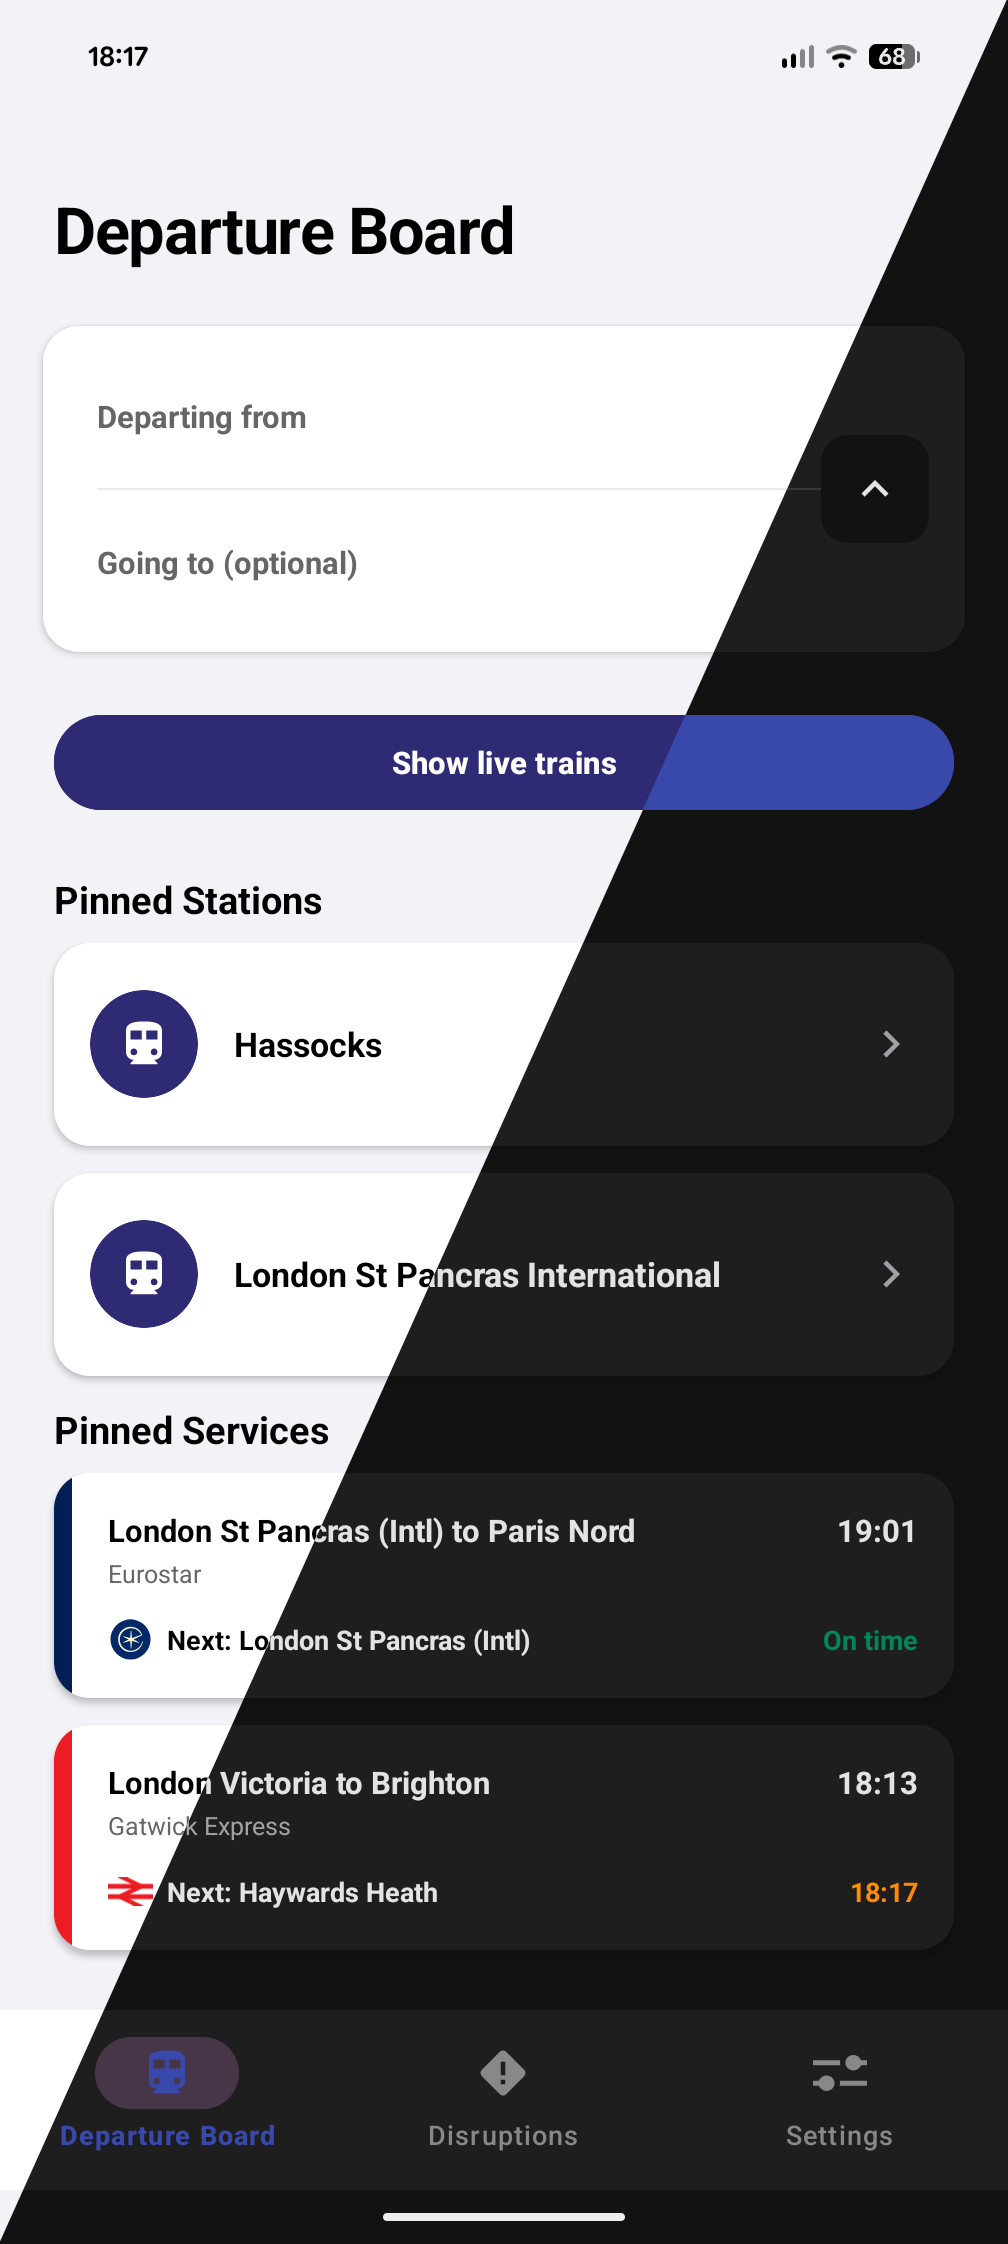 18:17
68
Departure Board
Departing from
Going to (optional)
Show live trains
Pinned Stations
Hassocks
London St Pancras International
Pinned Services
London St Pancras (Intl) to Paris Nord 19:01
Eurostar
Next: London St Pancras (Intl) On time
London Victoria to Brighton 18:13
Gatwick Express
Next: Haywards Heath 18:17
Departure Board Disruptions Settings